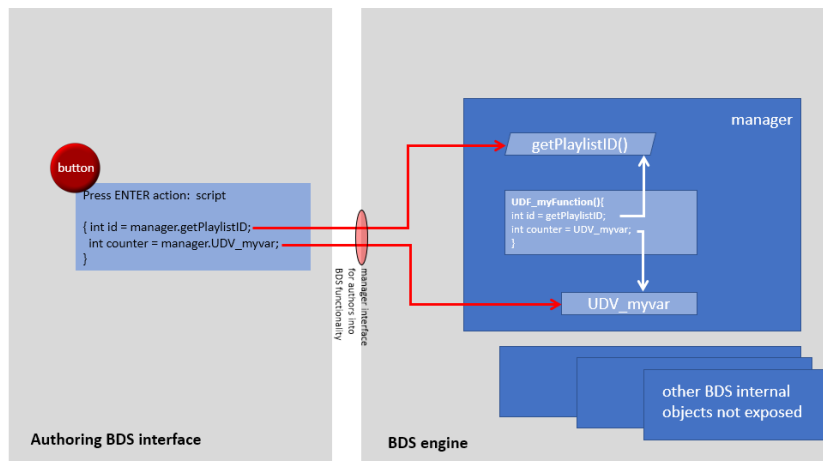 button
Press ENTER action:  script
{ int id = manager.getPlaylistID;
int counter = manager.UDV_myvar;
}
Authoring BDS interface
manager interface
for authors into
BDS functionality
manager
getPlaylistID()
UDF_myFunction(){
int id = getPlaylistID;
int counter = UDV_myvar;
}
UDV_myvar
other BDS internal
objects not exposed
BDS engine